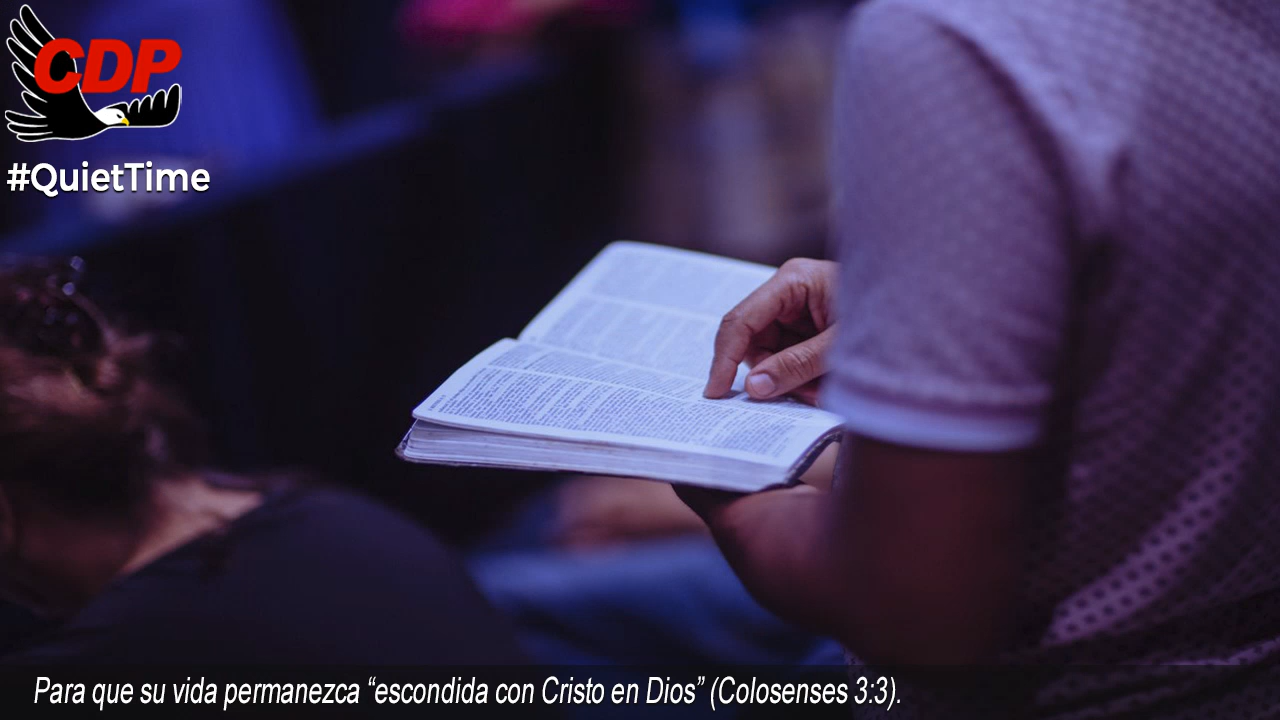 CDP
#QuietTime
Para que su vida permanezca “escondida con Cristo en Dios” (Colosenses 3:3).